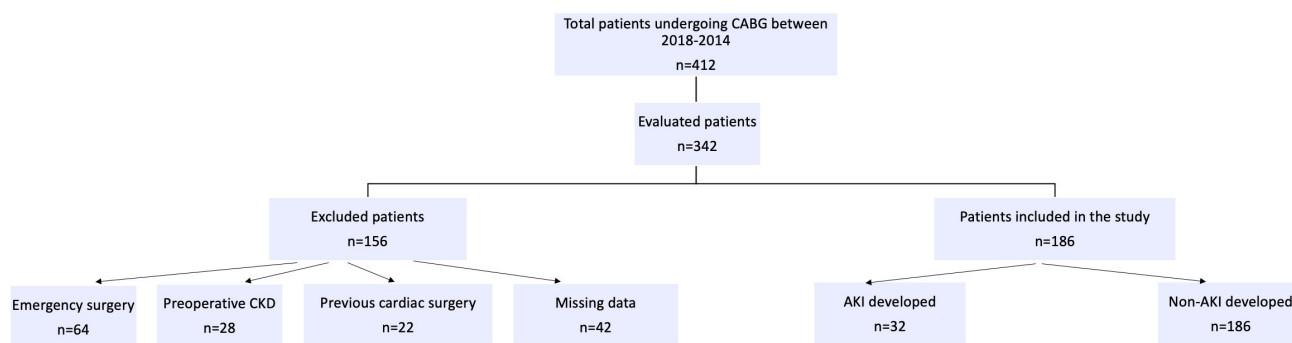 Total patients undergoing CABG between
2018-2014
n=412
Evaluated patients
n=342
Excluded patients
n=156
Patients included in the study
n=186
Emergency surgery
n=64
Preoperative CKD
n=28
Previous cardiac surgery
n=22
Missing data
n=42
AKI developed
n=32
Non-AKI developed
n=186